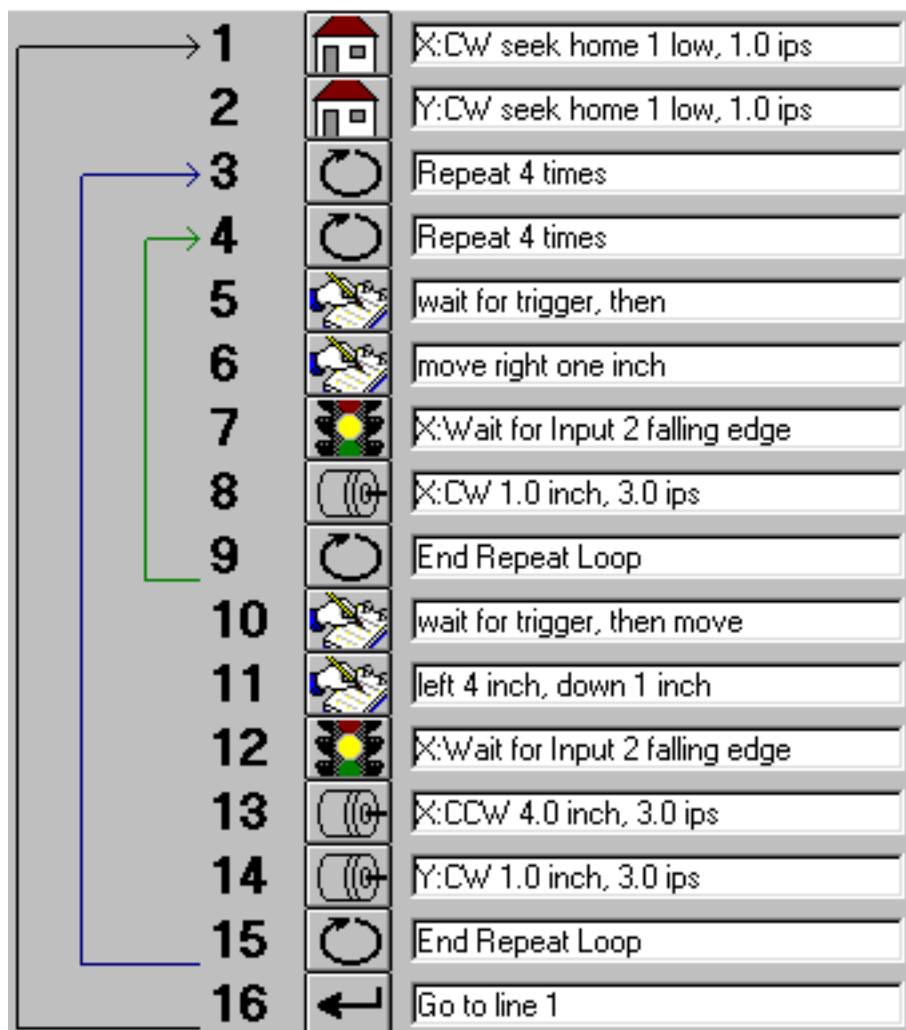 1 X:CW seek home 1 low, 1.0 ips
2 Y:CW seek home 1 low, 1.0 ips
3 Repeat 4 times
4 Repeat 4 times
5 wait for trigger, then
6 move right one inch
7 X:Wait for Input 2 falling edge
8 X:CW 1.0 inch, 3.0 ips
9 End Repeat Loop
10 wait for trigger, then move
11 left 4 inch, down 1 inch
12 X:Wait for Input 2 falling edge
13 X:CCW 4.0 inch, 3.0 ips
14 Y:CW 1.0 inch, 3.0 ips
15 End Repeat Loop
16 Go to line 1